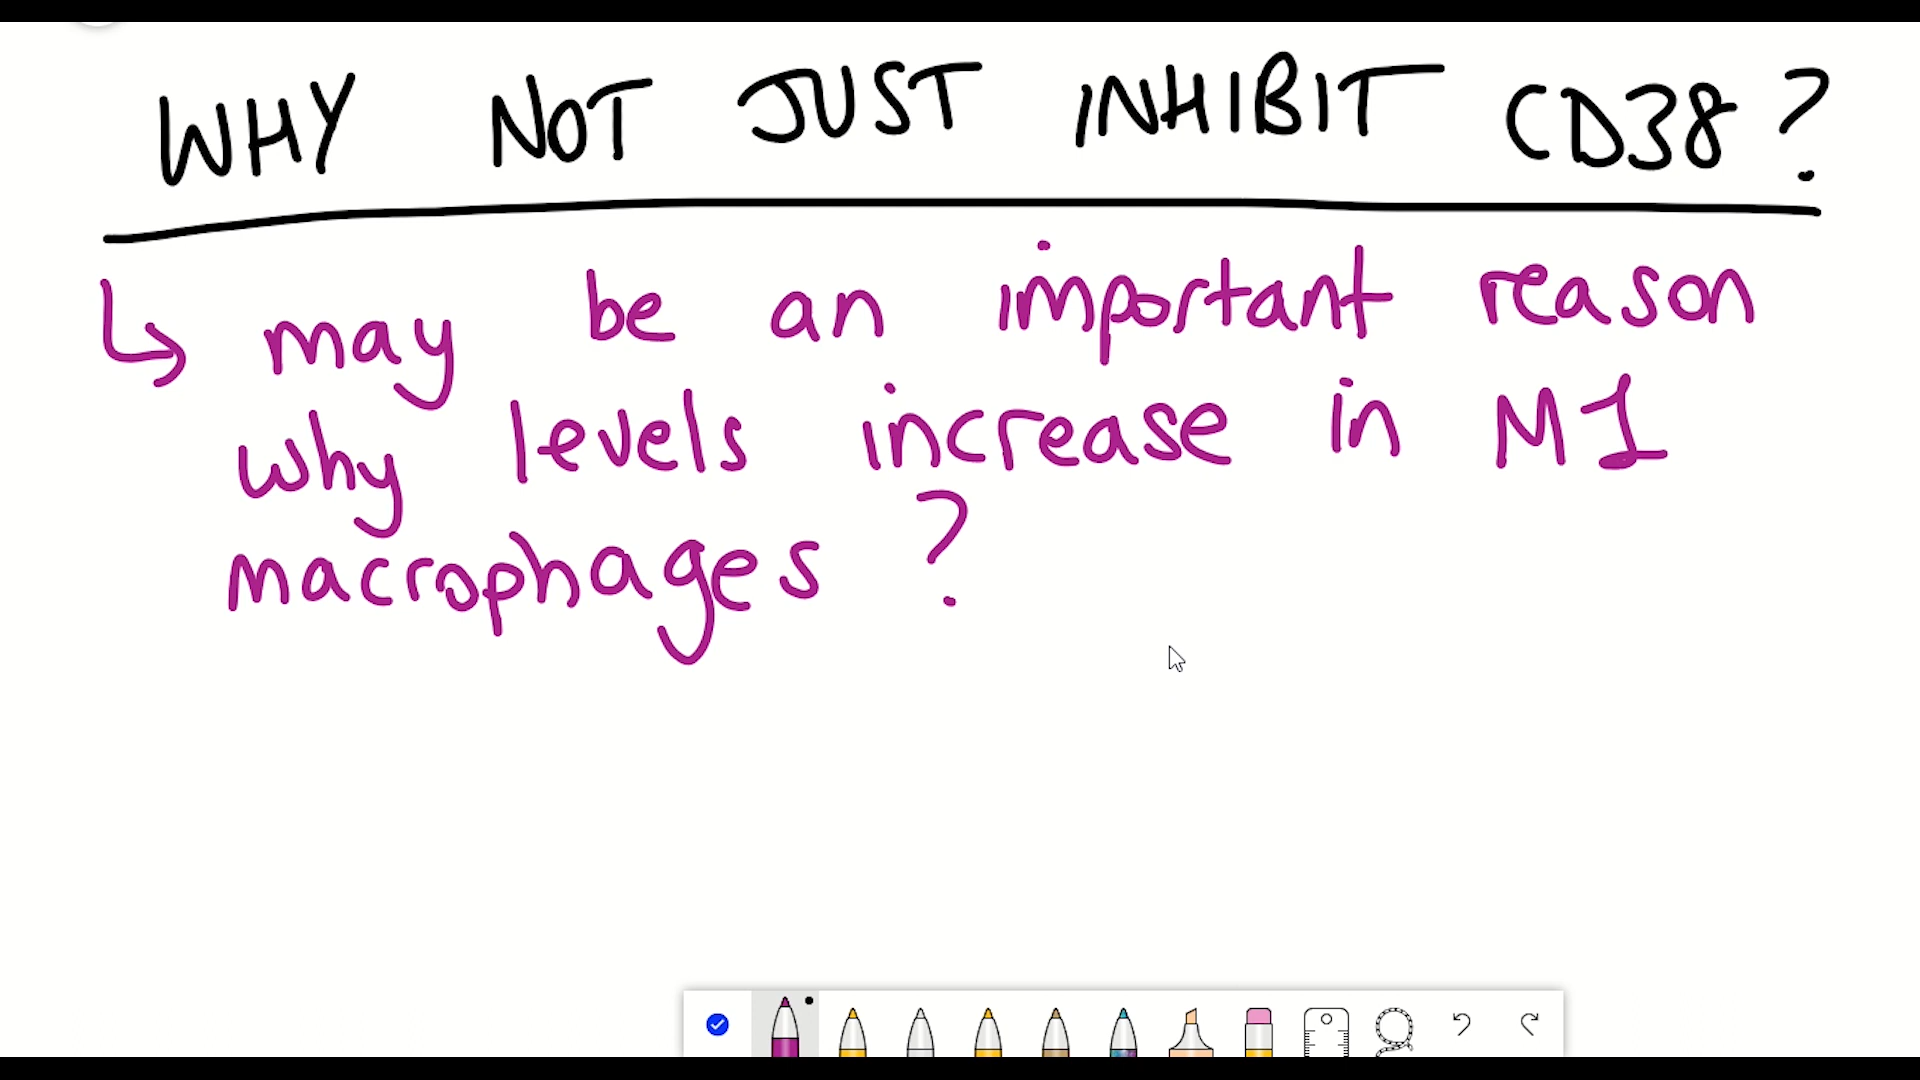 WHY NOT JUST INHIBIT CD38?
may be an important reason
why levels increase in M1
macrophages?